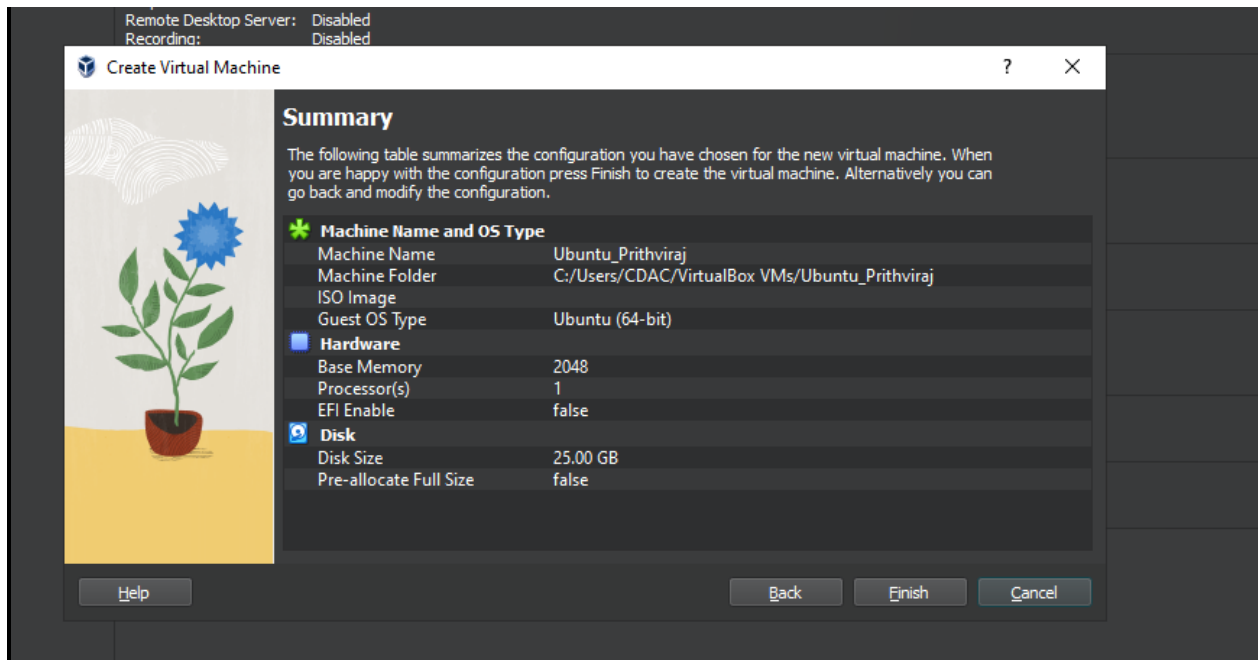 Remote Desktop Server: Disabled
Recording: Disabled
Create Virtual Machine
?
Summary
The following table summarizes the configuration you have chosen for the new virtual machine. When
you are happy with the configuration press Finish to create the virtual machine. Alternatively you can
go back and modify the configuration.
Machine Name and OS Type
Machine Name Ubuntu_Prithviraj
Machine Folder C:/Users/CDAC/VirtualBox VMs/Ubuntu_Prithviraj
ISO Image
Guest OS Type Ubuntu (64-bit)
Hardware
Base Memory 2048
Processor(s) 1
EFI Enable false
Disk
Disk Size 25.00 GB
Pre-allocate Full Size false
Help Back Finish Cancel